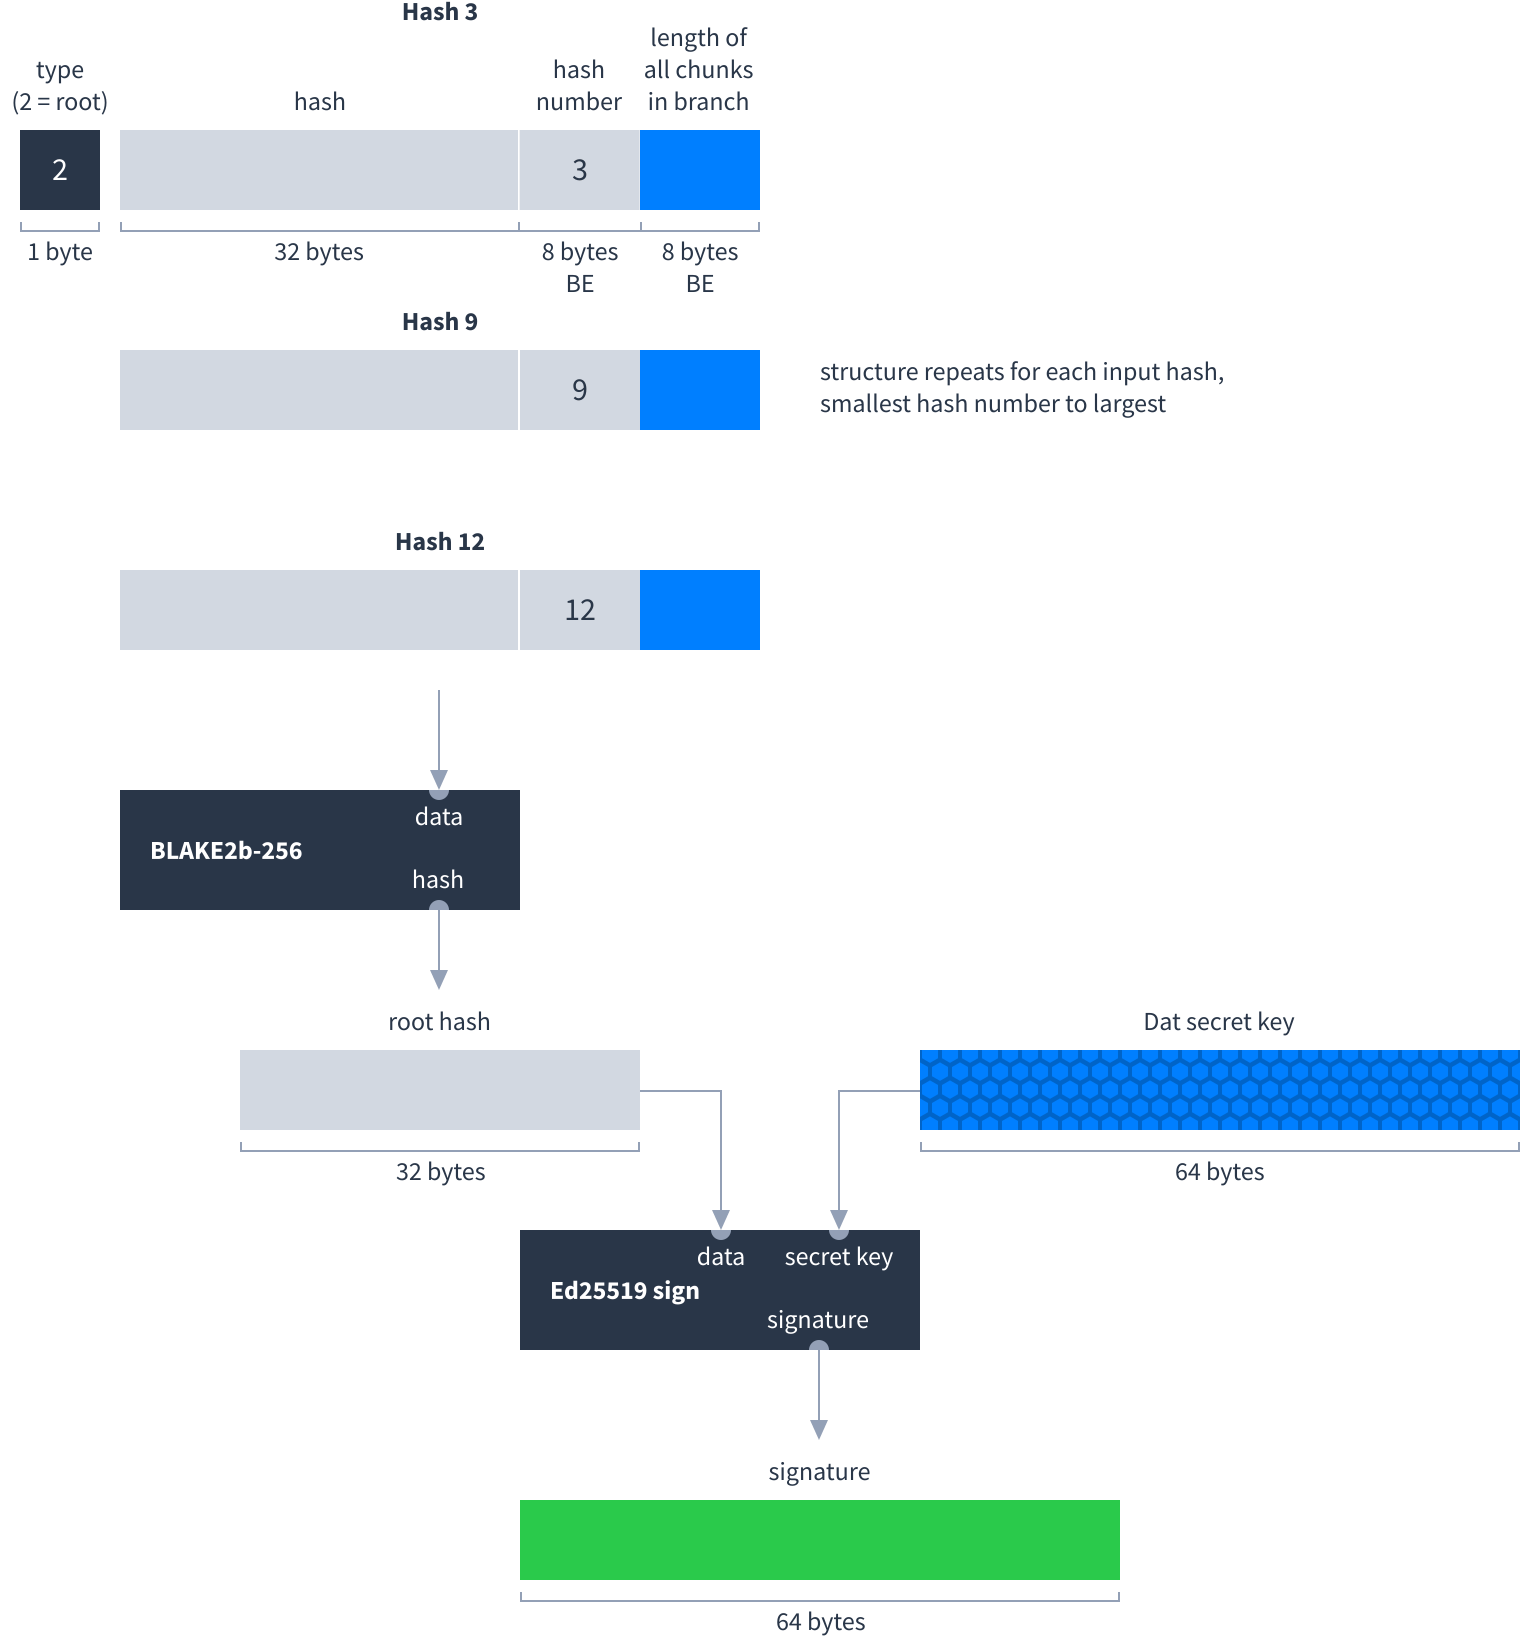 Hash 3
type
(2 = root)
hash
hash
number
length of
all chunks
in branch
2
3
1 byte
32 bytes
8 bytes
BE
8 bytes
BE
Hash 9
9
structure repeats for each input hash,
smallest hash number to largest
Hash 12
12
data
BLAKE2b-256
hash
root hash
Dat secret key
32 bytes
64 bytes
data
secret key
Ed25519 sign
signature
signature
64 bytes